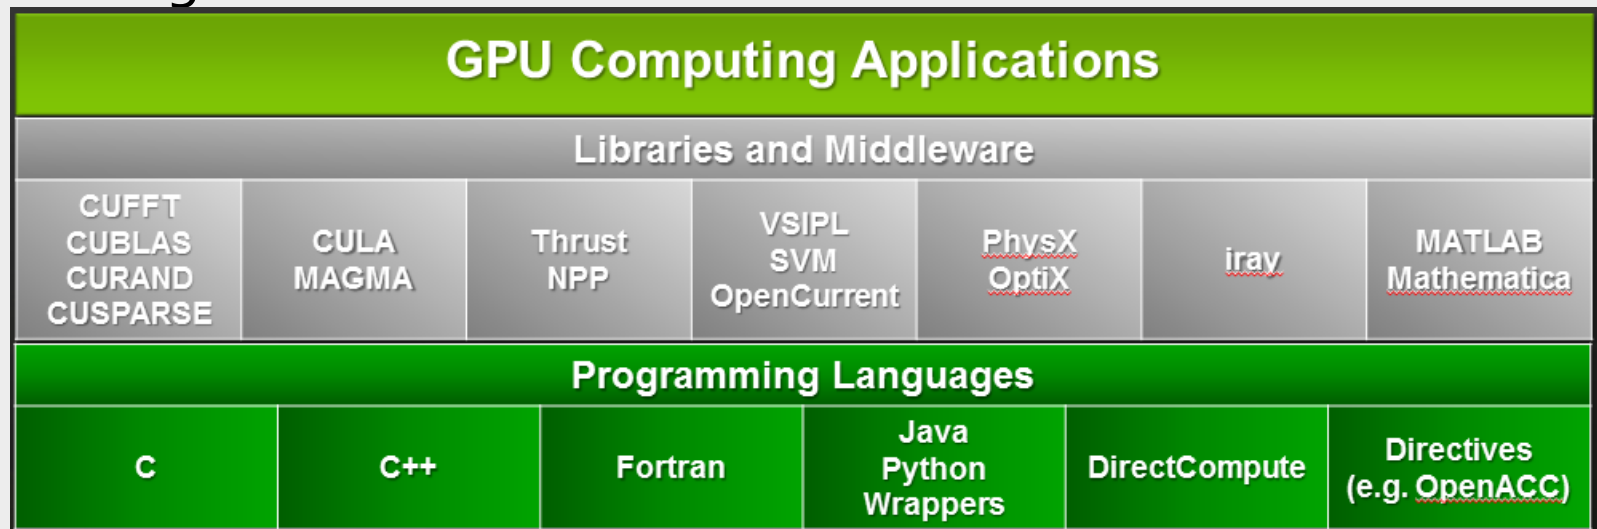 GPU Computing Applications
Libraries and Middleware
CUFFT
CUBLAS
CURAND
CUSPARSE
CULA
MAGMA
Thrust
NPP
VSIPL
SVM
OpenCurrent
PhysX
OptiX
iray
MATLAB
Mathematica
Programming Languages
C
C++
Fortran
Java
Python
Wrappers
DirectCompute
Directives
(e.g. OpenACC)